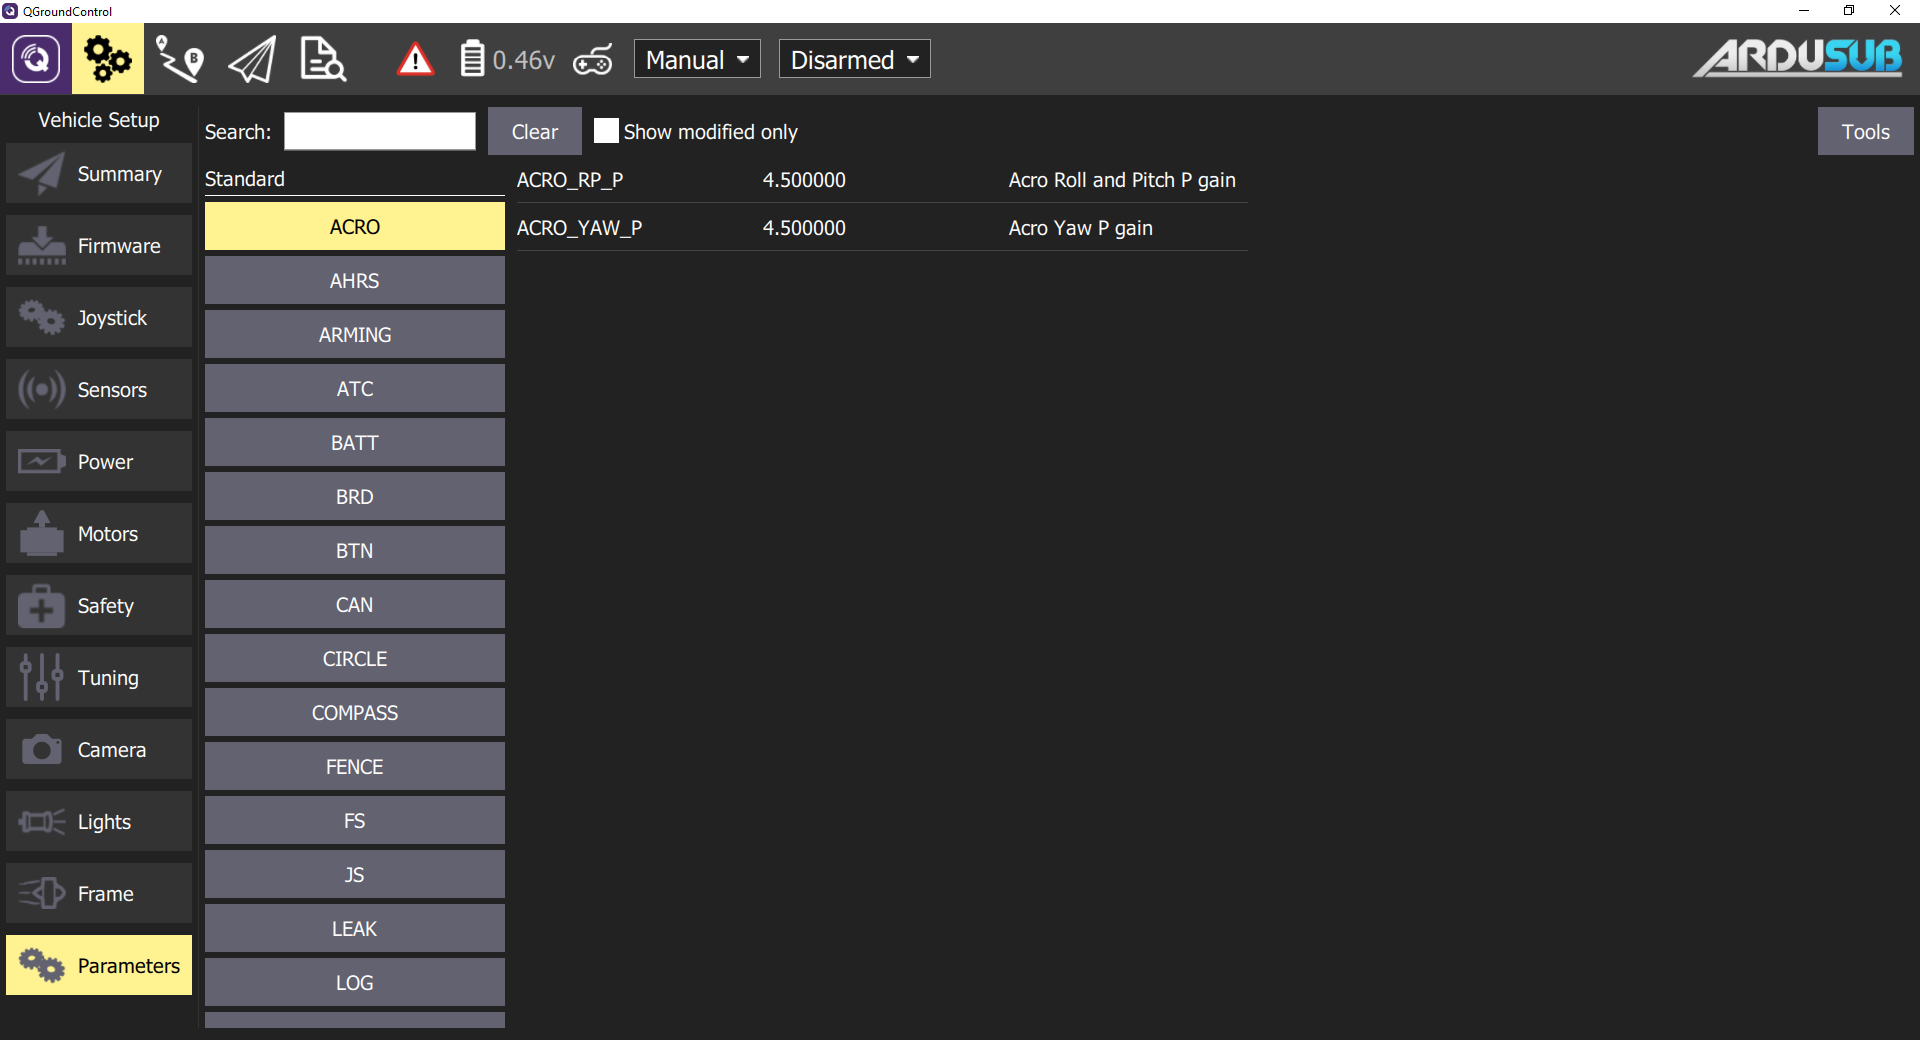 QGroundControl
0.46v
Manual
Disarmed
ARDUSUB
Vehicle Setup
Summary
Firmware
Joystick
Sensors
Power
Motors
Safety
Tuning
Camera
Lights
Frame
Parameters
Search:
Clear
Show modified only
Tools
Standard
ACRO
AHRS
ARMING
ATC
BATT
BRD
BTN
CAN
CIRCLE
COMPASS
FENCE
FS
JS
LEAK
LOG
ACRO_RP_P 4.500000 Acro Roll and Pitch P gain
ACRO_YAW_P 4.500000 Acro Yaw P gain